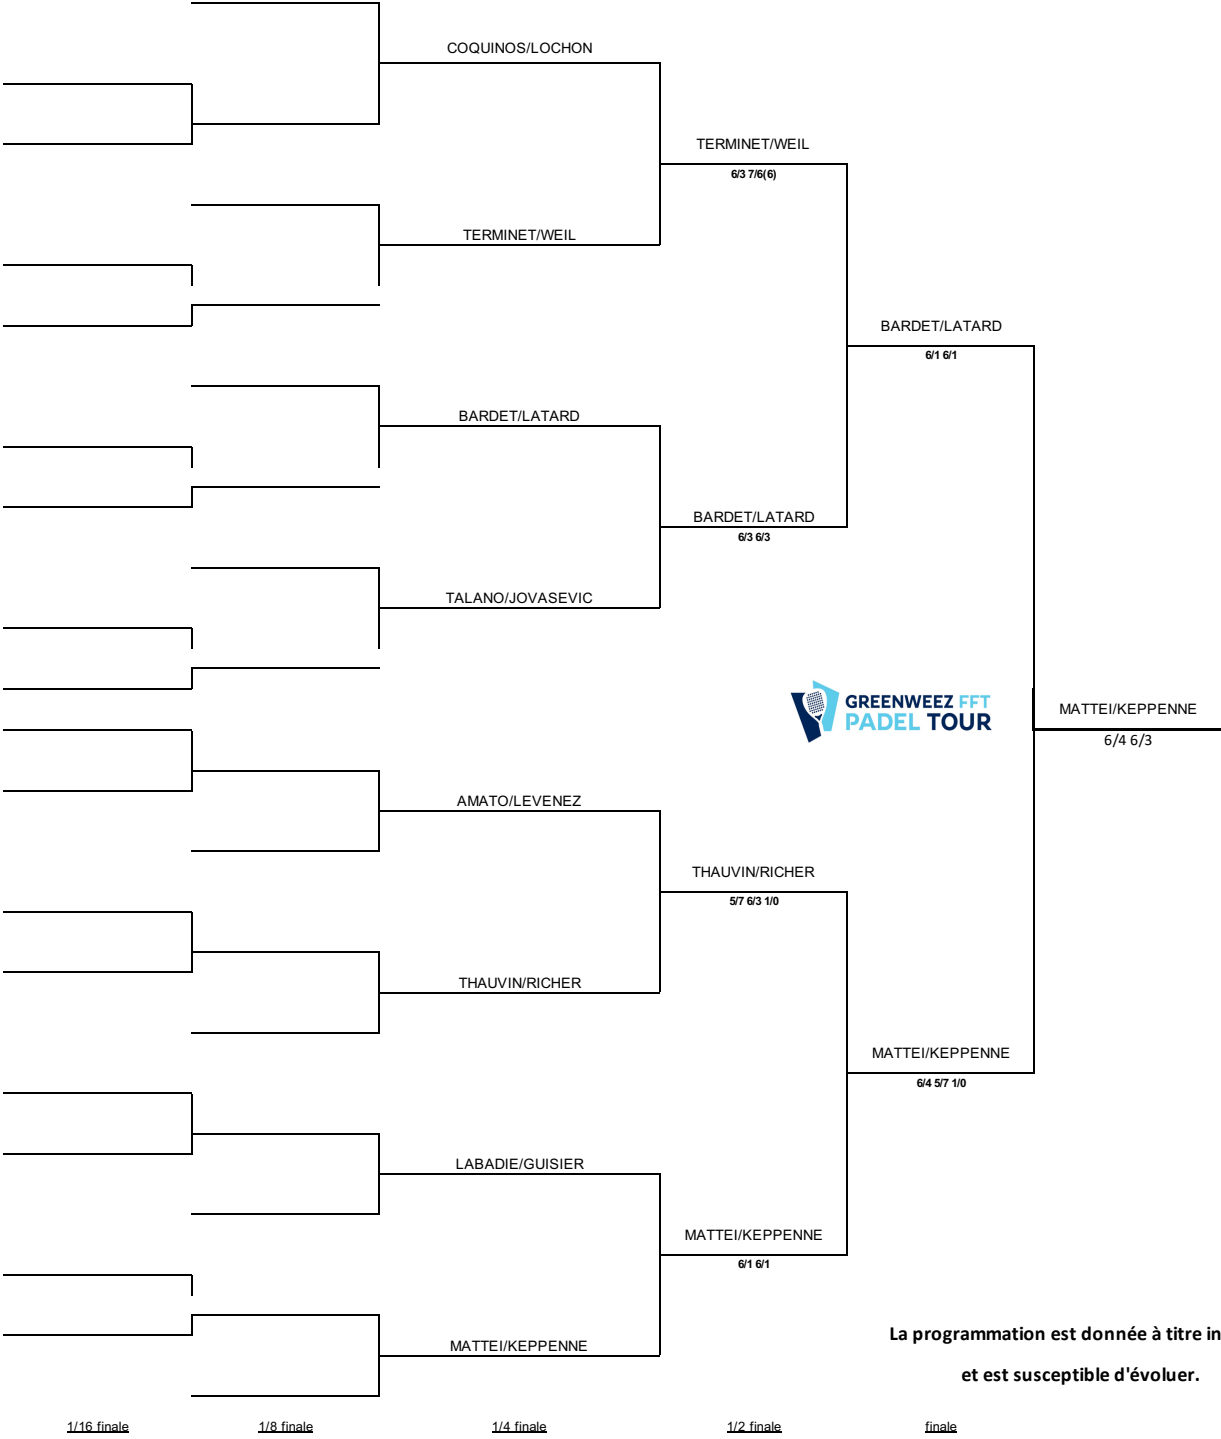 COQUINOS/LOCHON
TERMINET/WEIL
6/3 7/6(6)
TERMINET/WEIL
BARDET/LATARD
6/1 6/1
BARDET/LATARD
BARDET/LATARD
6/3 6/3
TALANO/JOVASEVIC
GREENWEEZ FFT
PADEL TOUR
MATTEI/KEPPENNE
6/4 6/3
AMATO/LEVENEZ
THAUVIN/RICHER
5/7 6/3 1/0
THAUVIN/RICHER
MATTEI/KEPPENNE
6/4 5/7 1/0
LABADIE/GUISIER
MATTEI/KEPPENNE
6/1 6/1
MATTEI/KEPPENNE
La programmation est donnée à titre in
et est susceptible d'évoluer.
1/16 finale 1/8 finale 1/4 finale 1/2 finale finale